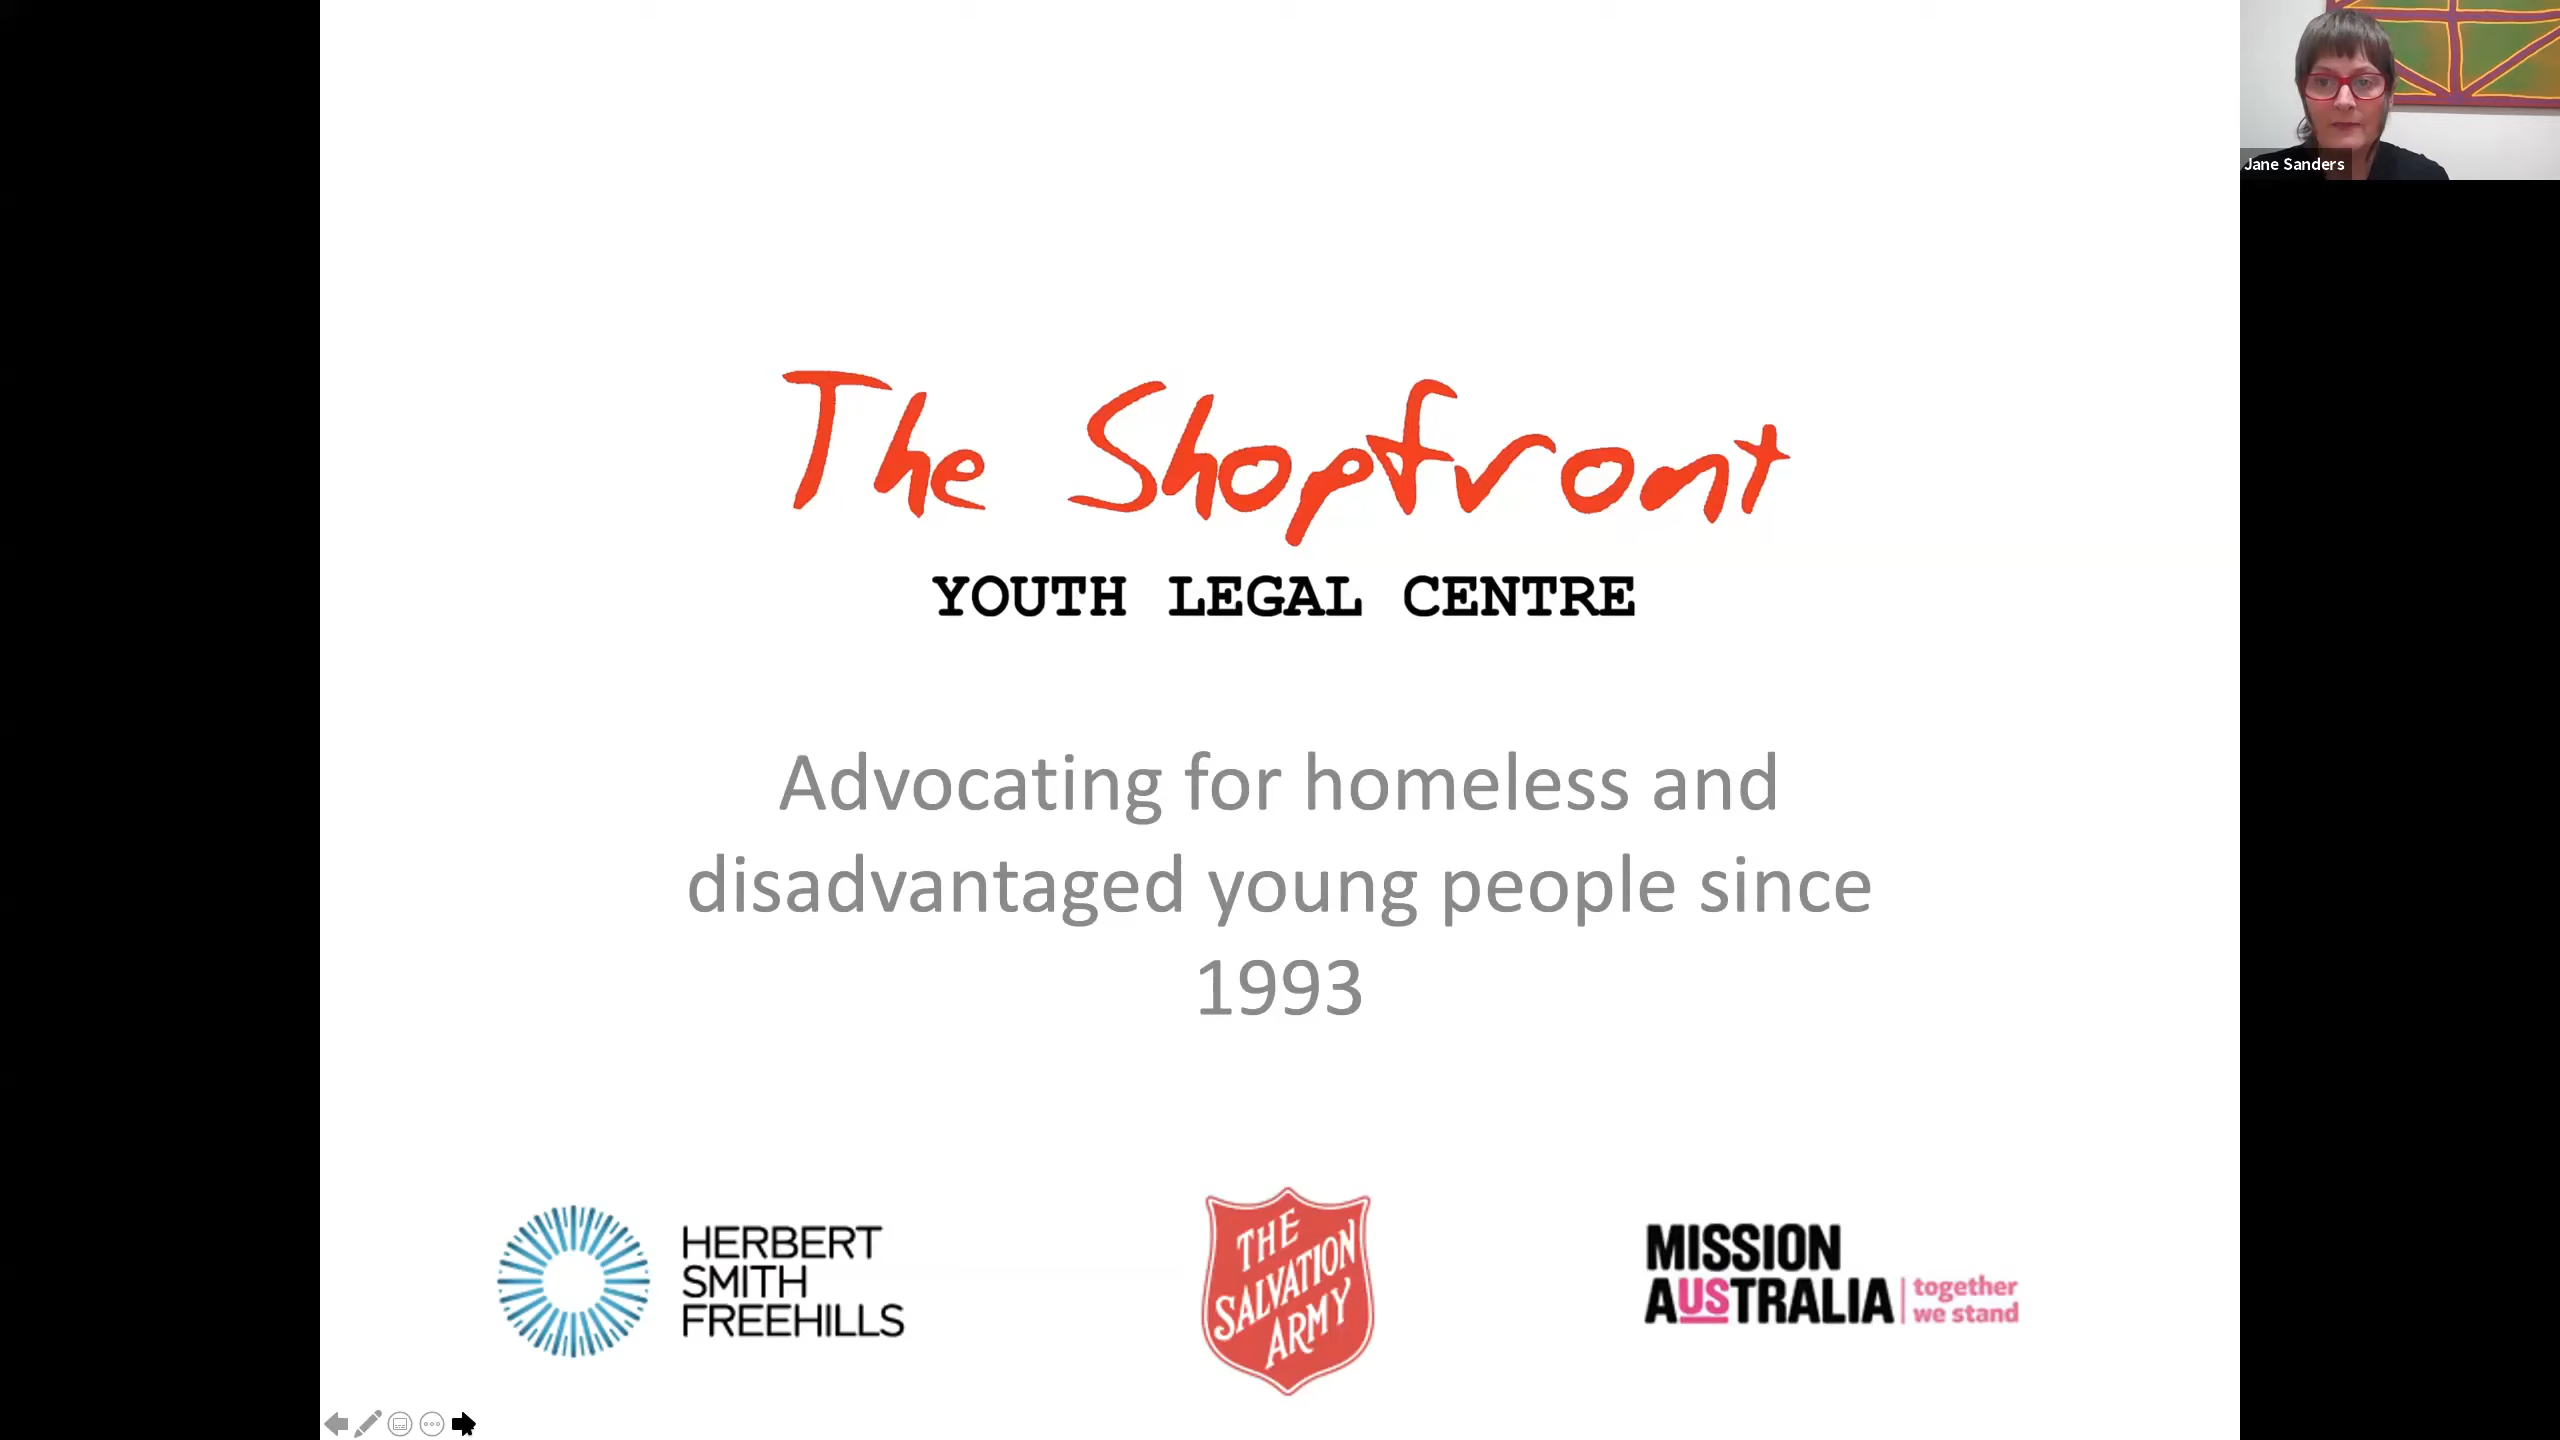 Jane Sanders
The Shopfront
YOUTH LEGAL CENTRE
Advocating for homeless and
disadvantaged young people since
1993
HERBERT
SMITH
FREEHILLS
THE
SALVATION
ARMY
MISSION
AUSTRALIA
together
we stand